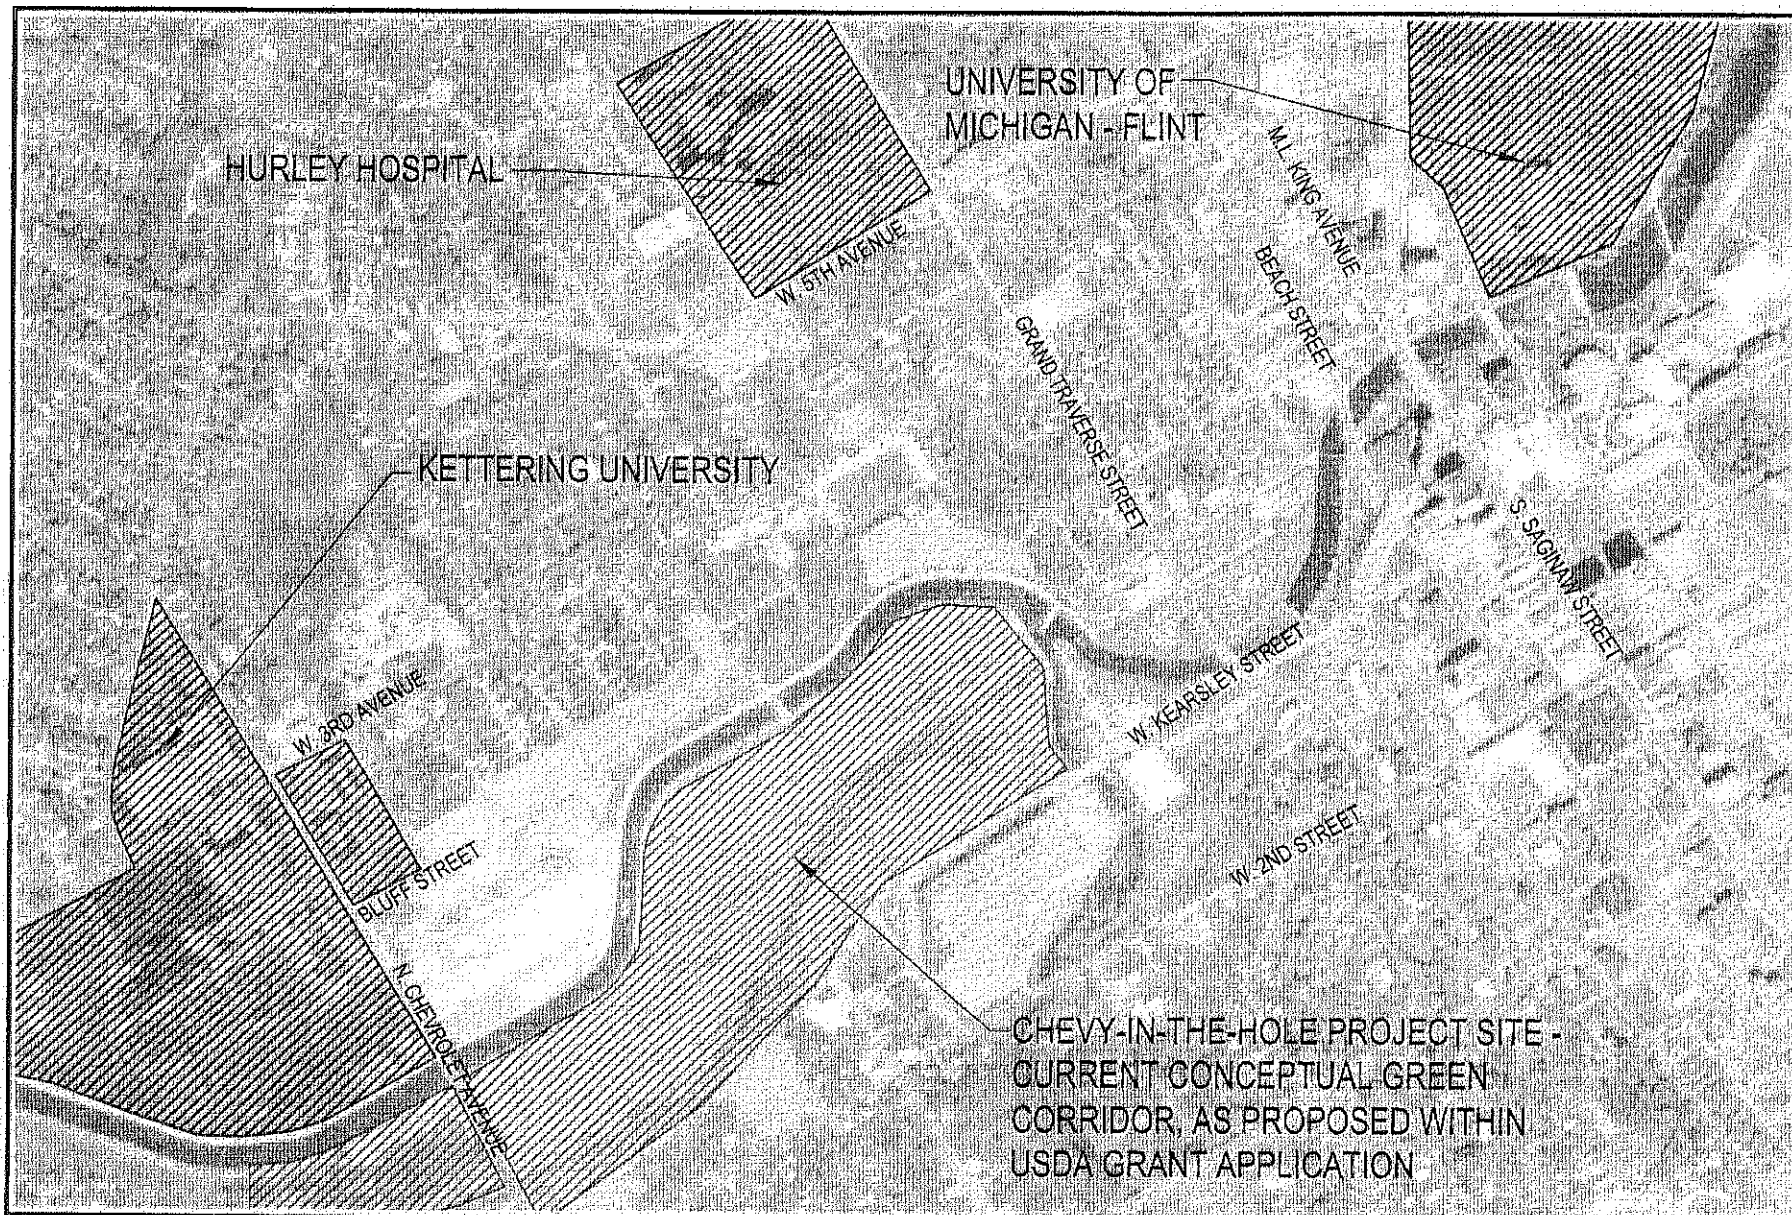 UNIVERSITY OF
MICHIGAN - FLINT
HURLEY HOSPITAL
M.L. KING AVENUE
W. 5TH AVENUE
BEACH STREET
GRAND TRAVERSE STREET
KETTERING UNIVERSITY
S. SAGINAW STREET
W. 3RD AVENUE
W. KEARSLEY STREET
BLUFF STREET
W. 2ND STREET
N. CHEVROLET AVENUE
CHEVY-IN-THE-HOLE PROJECT SITE -
CURRENT CONCEPTUAL GREEN
CORRIDOR, AS PROPOSED WITHIN
USDA GRANT APPLICATION